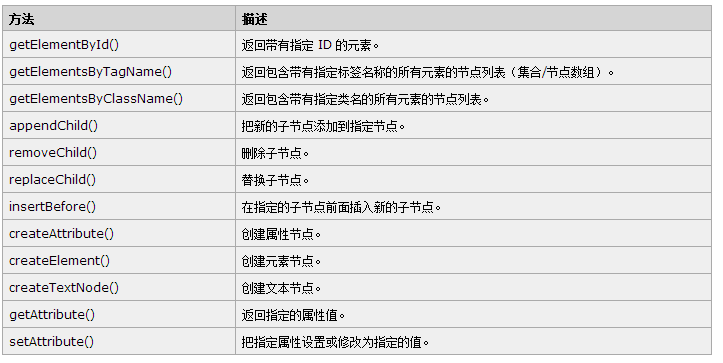 方法 描述
getElementById() 返回带有指定 ID 的元素。
getElementsByTagName() 返回包含带有指定标签名称的所有元素的节点列表（集合/节点数组）。
getElementsByClassName() 返回包含带有指定类名的所有元素的节点列表。
appendChild() 把新的子节点添加到指定节点。
removeChild() 删除子节点。
replaceChild() 替换子节点。
insertBefore() 在指定的子节点前面插入新的子节点。
createAttribute() 创建属性节点。
createElement() 创建元素节点。
createTextNode() 创建文本节点。
getAttribute() 返回指定的属性值。
setAttribute() 把指定属性设置或修改为指定的值。